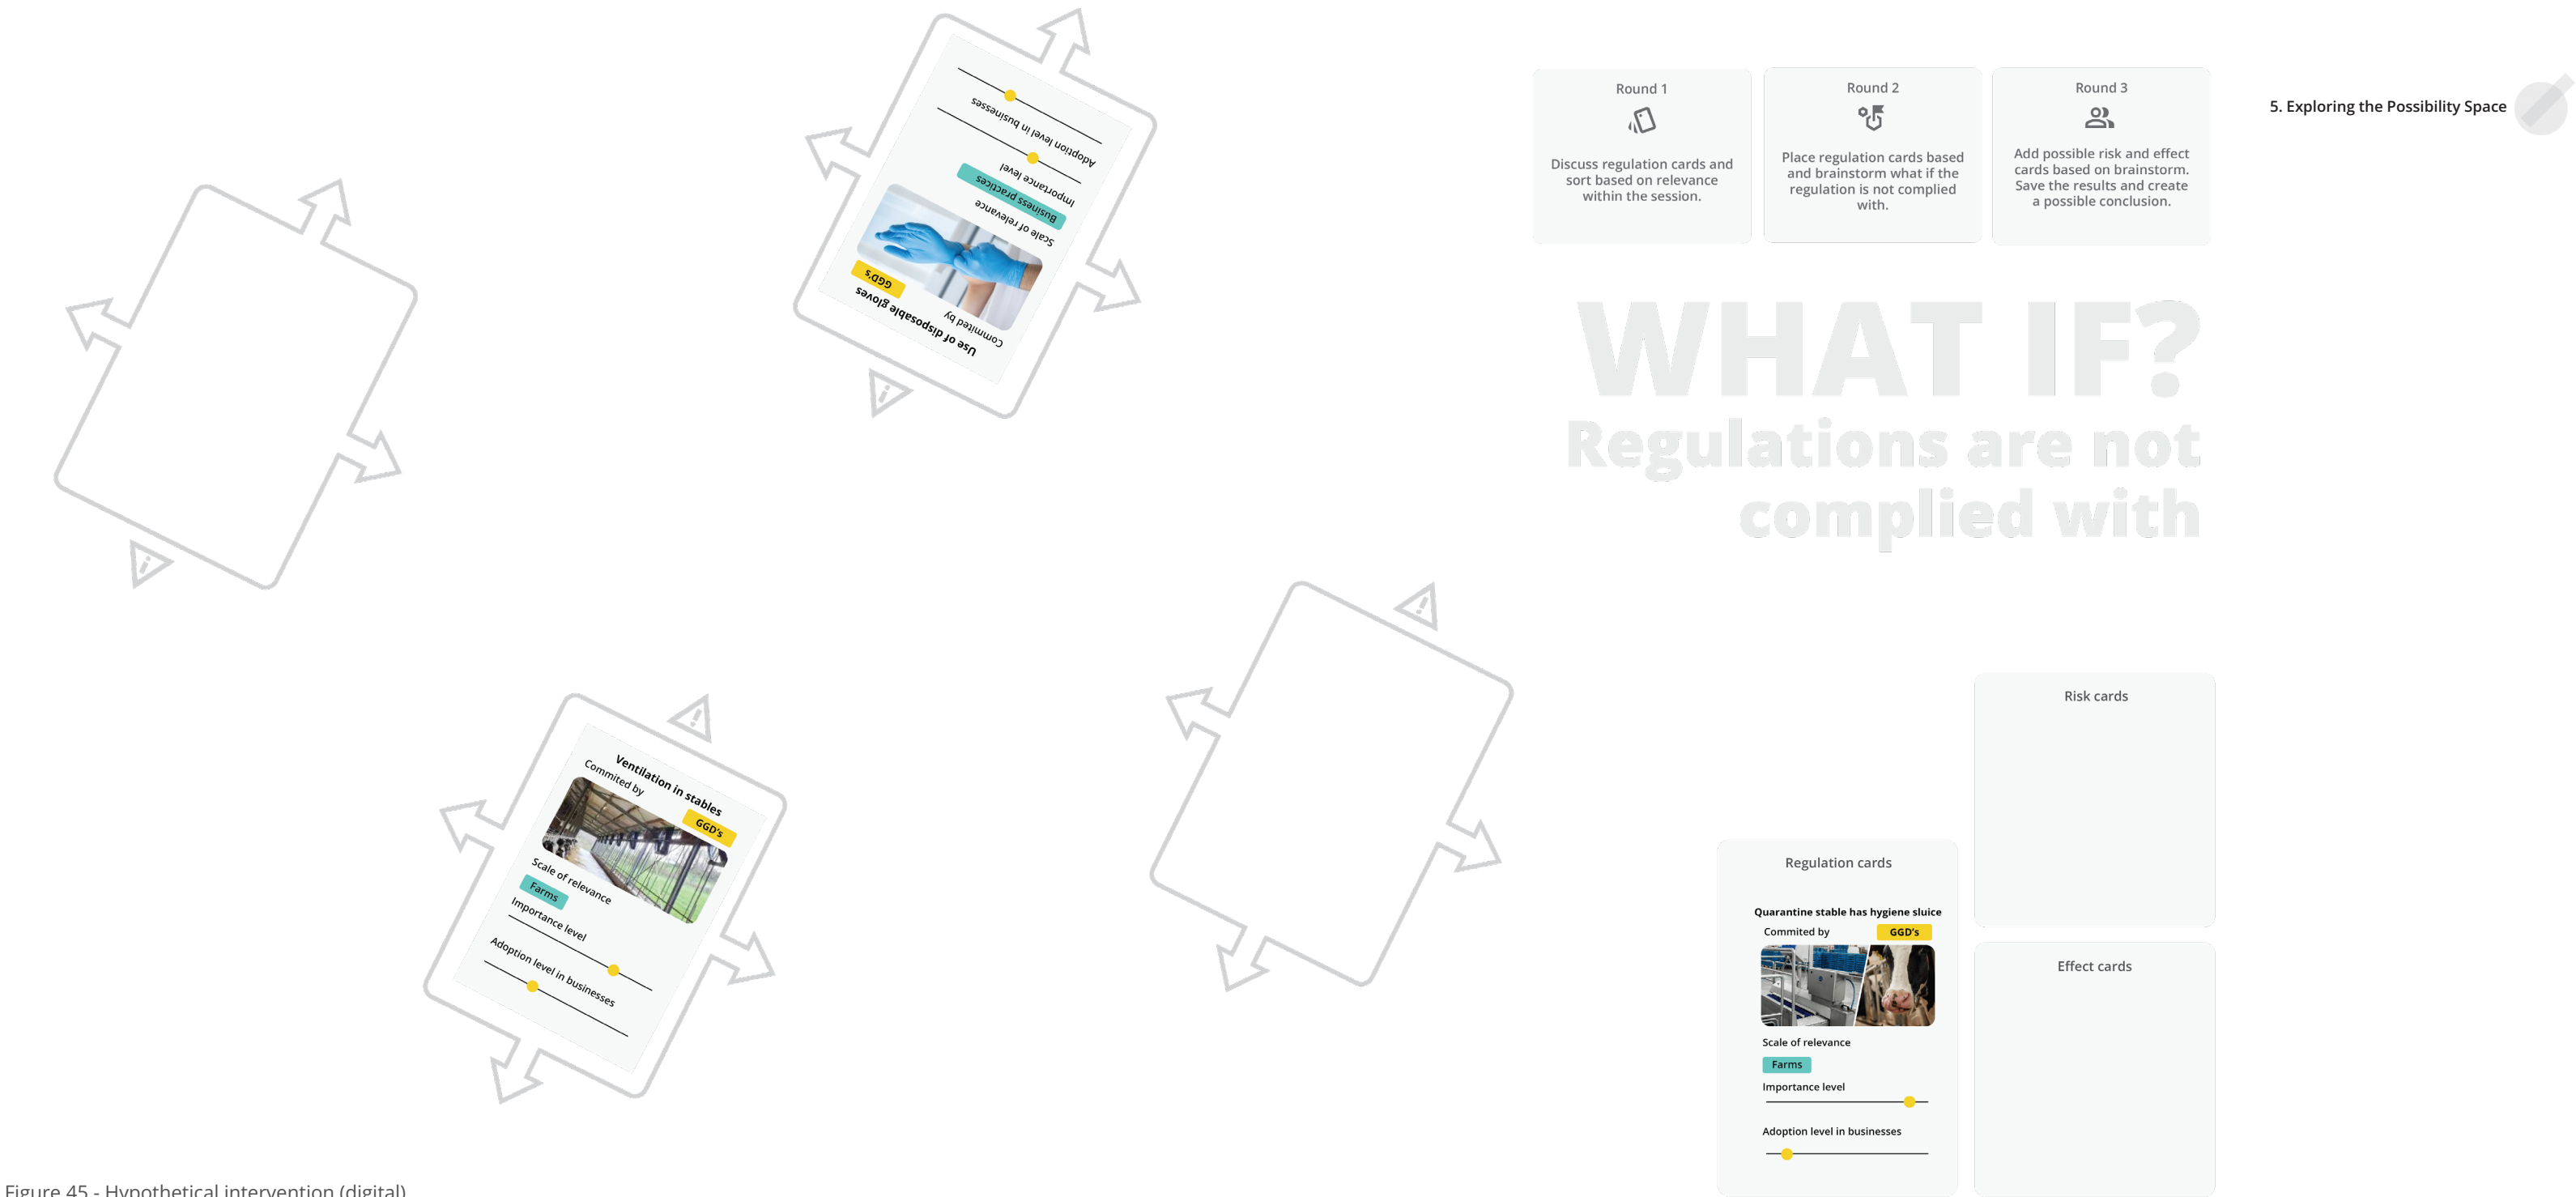 5. Exploring the Possibility Space
Round 1
Discuss regulation cards and
sort based on relevance
within the session.
Round 2
Place regulation cards based
and brainstorm what if the
regulation is not complied
with.
Round 3
Add possible risk and effect
cards based on brainstorm.
Save the results and create
a possible conclusion.
WHAT IF?
Regulations are not
complied with
Use of disposable gloves
Commited by
GGD's
Scale of relevance
Business practices
Importance level
Adoption level in businesses
Ventilation in stables
Commited by
GGD's
Scale of relevance
Farms
Importance level
Adoption level in businesses
Risk cards
Regulation cards
Quarantine stable has hygiene sluice
Commited by
GGD's
Scale of relevance
Farms
Importance level
Adoption level in businesses
Effect cards
Figure 45 - Hypothetical intervention (digital)